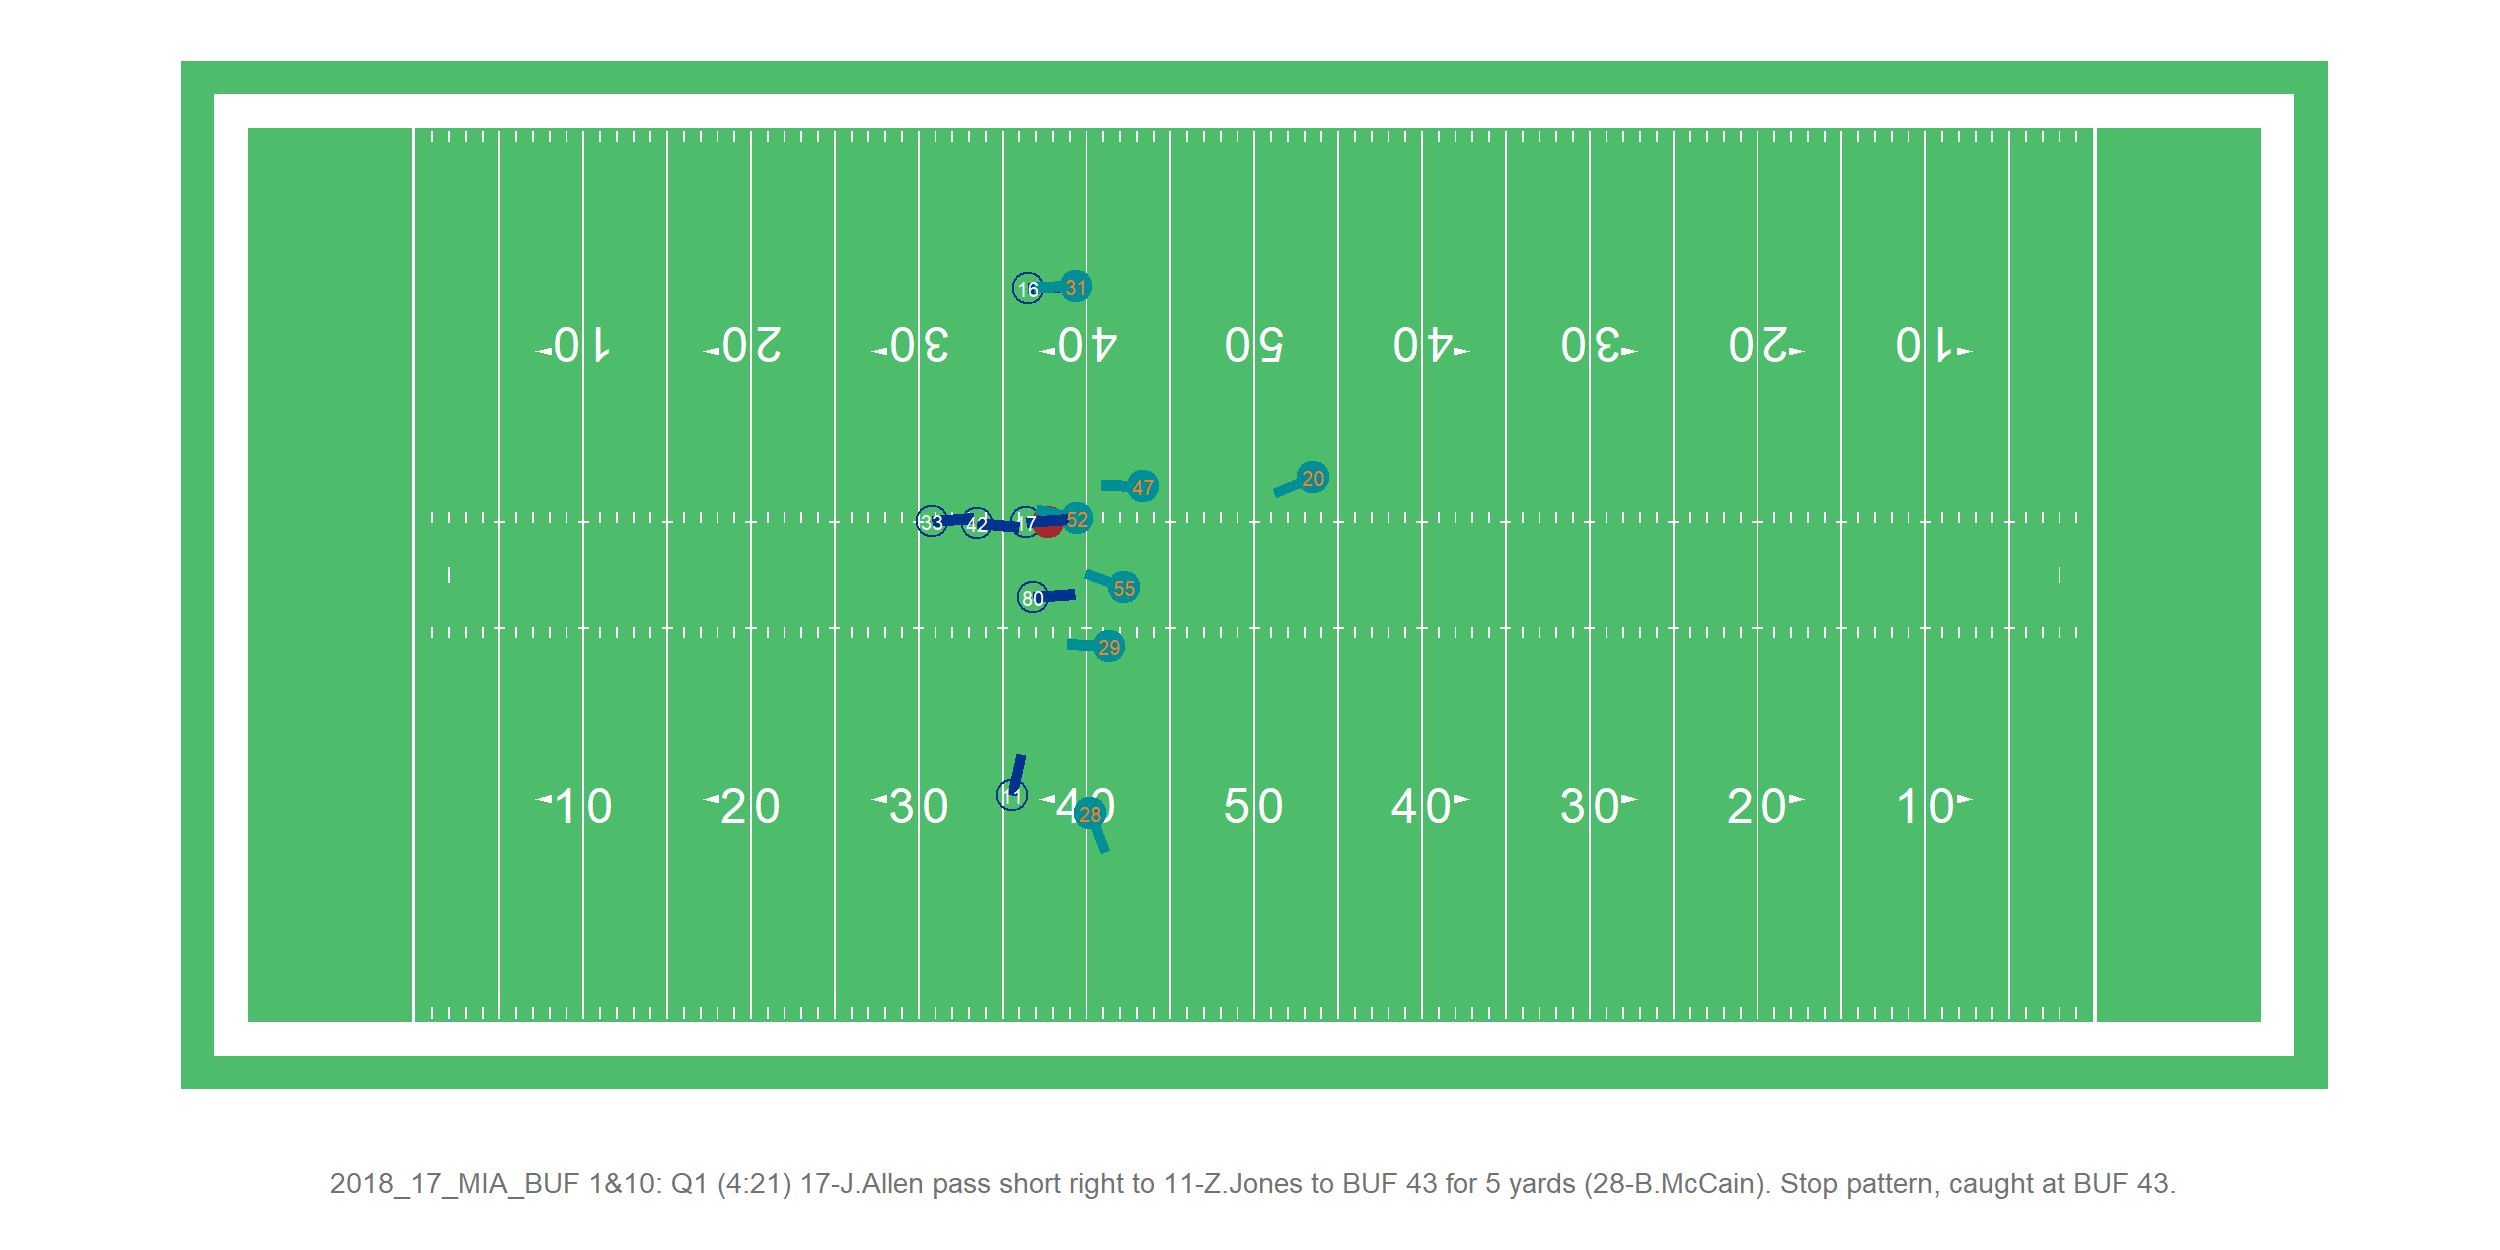 16 31
10 20 30 40 50 40 30 20 10
47 20
33 42 17 52
55
80
29
11
10 20 30 40 50 40 30 20 10
28
2018_17_MIA_BUF 1&10: Q1 (4:21) 17-J.Allen pass short right to 11-Z.Jones to BUF 43 for 5 yards (28-B.McCain). Stop pattern, caught at BUF 43.